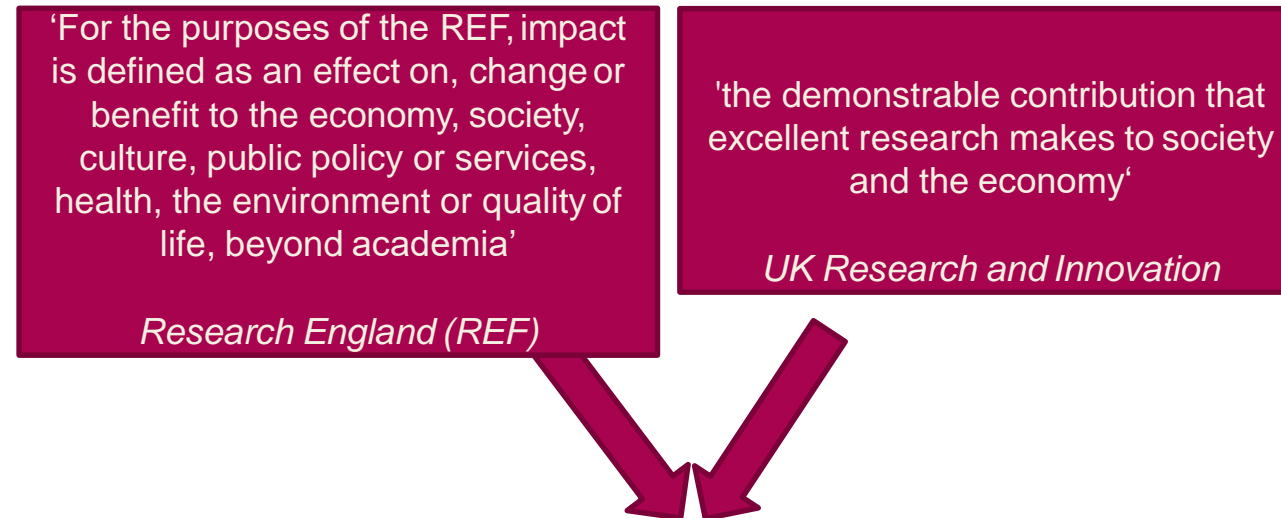 ‘For the purposes of the REF, impact
is defined as an effect on, change or
benefit to the economy, society,
culture, public policy or services,
health, the environment or quality of
life, beyond academia’
Research England (REF)
'the demonstrable contribution that
excellent research makes to society
and the economy‘
UK Research and Innovation